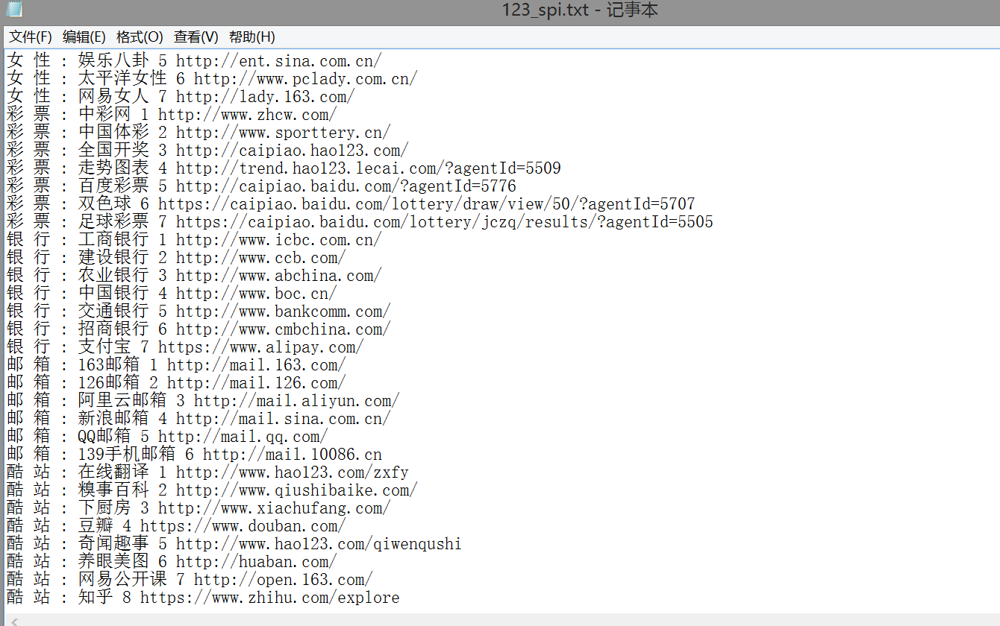 123_spi.txt - 记事本
文件(F) 编辑(E) 格式(O) 查看(V) 帮助(H)
女 性 : 娱乐八卦 5 http://ent.sina.com.cn/
女 性 : 太平洋女性 6 http://www.pclady.com.cn/
女 性 : 网易女人 7 http://lady.163.com/
彩 票 : 中彩网 1 http://www.zhcw.com/
彩 票 : 中国体彩 2 http://www.sporttery.cn/
彩 票 : 全国开奖 3 http://caipiao.hao123.com/
彩 票 : 走势图表 4 http://trend.hao123.lecai.com/?agentId=5509
彩 票 : 百度彩票 5 http://caipiao.baidu.com/?agentId=5776
彩 票 : 双色球 6 https://caipiao.baidu.com/lottery/draw/view/50/?agentId=5707
彩 票 : 足球彩票 7 https://caipiao.baidu.com/lottery/jczq/results/?agentId=5505
银 行 : 工商银行 1 http://www.icbc.com.cn/
银 行 : 建设银行 2 http://www.ccb.com/
银 行 : 农业银行 3 http://www.abchina.com/
银 行 : 中国银行 4 http://www.boc.cn/
银 行 : 交通银行 5 http://www.bankcomm.com/
银 行 : 招商银行 6 http://www.cmbchina.com/
银 行 : 支付宝 7 https://www.alipay.com/
邮 箱 : 163邮箱 1 http://mail.163.com/
邮 箱 : 126邮箱 2 http://mail.126.com/
邮 箱 : 阿里云邮箱 3 http://mail.aliyun.com/
邮 箱 : 新浪邮箱 4 http://mail.sina.com.cn/
邮 箱 : QQ邮箱 5 http://mail.qq.com/
邮 箱 : 139手机邮箱 6 http://mail.10086.cn
酷 站 : 在线翻译 1 http://www.hao123.com/zxfy
酷 站 : 糗事百科 2 http://www.qiushibaike.com/
酷 站 : 下厨房 3 http://www.xiachufang.com/
酷 站 : 豆瓣 4 https://www.douban.com/
酷 站 : 奇闻趣事 5 http://www.hao123.com/qiwenqushi
酷 站 : 养眼美图 6 http://huaban.com/
酷 站 : 网易公开课 7 http://open.163.com/
酷 站 : 知乎 8 https://www.zhihu.com/explore